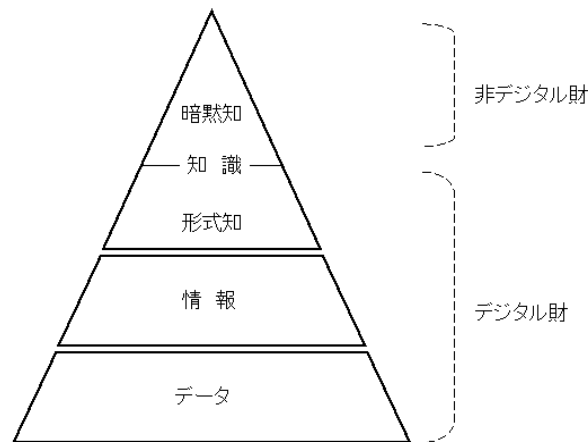 非デジタル財
暗黙知
知 識
形式知
情 報
デジタル財
データ